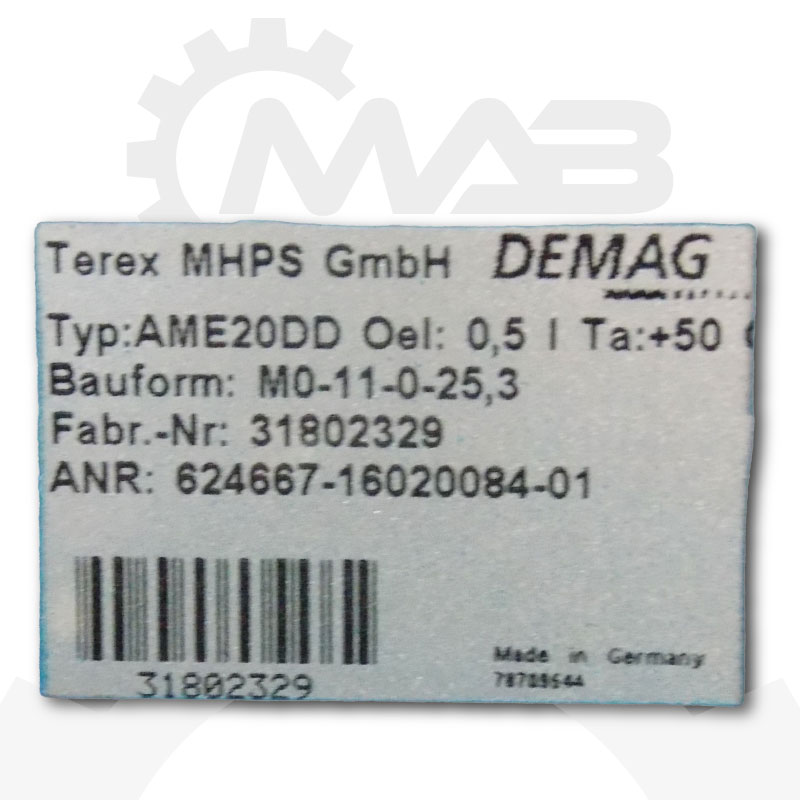 MAB
Terex MHPS GmbH DEMAG
Typ:AME20DD Oel: 0,5 l Ta:+50
Bauform: M0-11-0-25,3
Fabr.-Nr: 31802329
ANR: 624667-16020084-01
31802329
Made in Germany